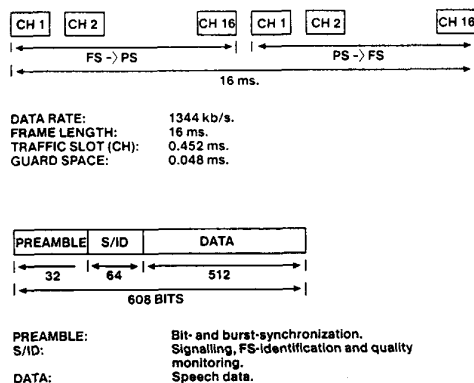 CH 1 CH 2 CH 16 CH 1 CH 2 CH 16
FS -> PS PS -> FS
16 ms.
DATA RATE: 1344 kb/s.
FRAME LENGTH: 16 ms.
TRAFFIC SLOT (CH): 0.452 ms.
GUARD SPACE: 0.048 ms.
PREAMBLE S/ID DATA
32 64 512
608 BITS
PREAMBLE: Bit- and burst-synchronization.
S/ID: Signalling, FS-identification and quality
monitoring.
DATA: Speech data.